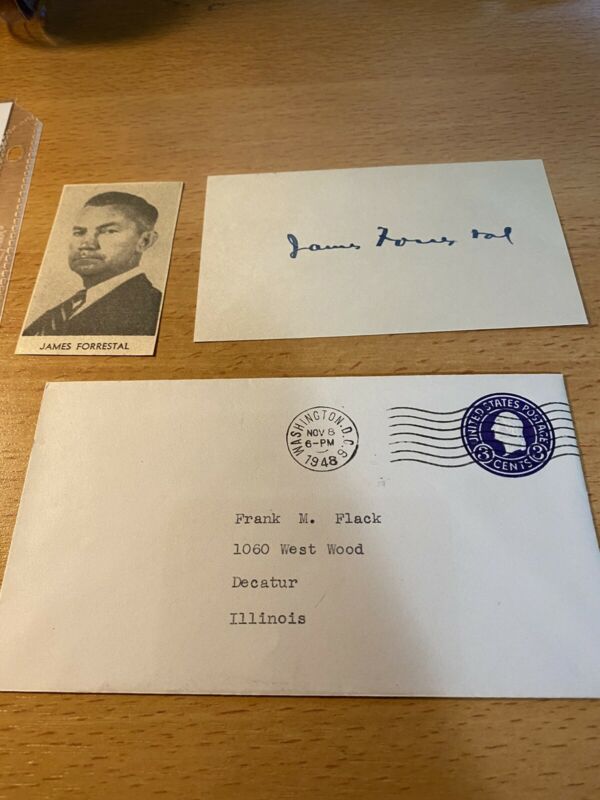 James Forrestal
JAMES FORRESTAL
WASHINGTON, D.C. 6
NOV 8
6-PM
1948
UNITED STATES POSTAGE
3 CENTS 3
Frank M. Flack
1060 West Wood
Decatur
Illinois